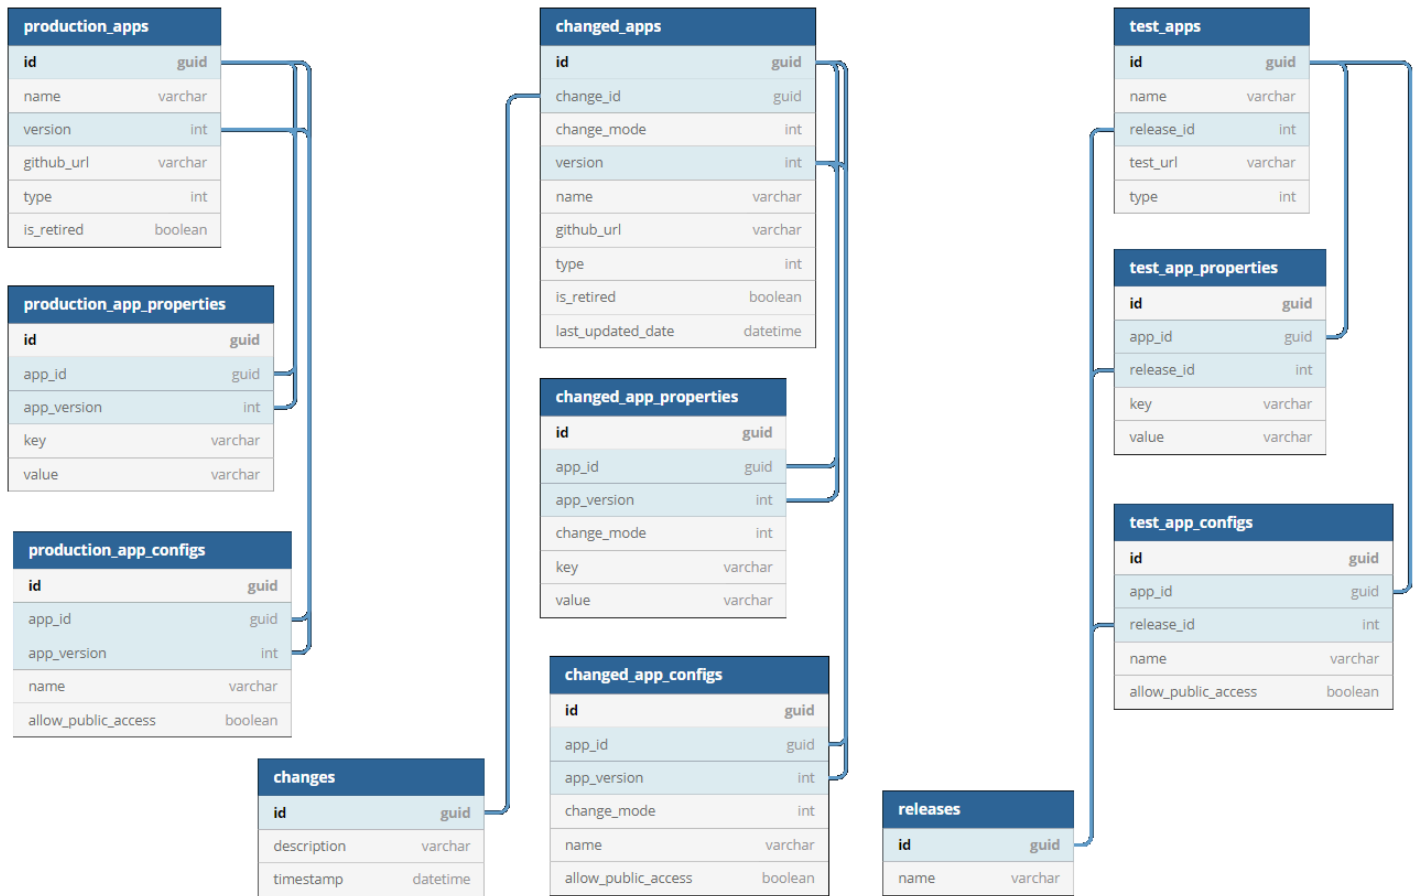 production_apps
id guid
name varchar
version int
github_url varchar
type int
is_retired boolean
production_app_properties
id guid
app_id guid
app_version int
key varchar
value varchar
production_app_configs
id guid
app_id guid
app_version int
name varchar
allow_public_access boolean
changes
id guid
description varchar
timestamp datetime
changed_apps
id guid
change_id guid
change_mode int
version int
name varchar
github_url varchar
type int
is_retired boolean
last_updated_date datetime
changed_app_properties
id guid
app_id guid
app_version int
change_mode int
key varchar
value varchar
changed_app_configs
id guid
app_id guid
app_version int
change_mode int
name varchar
allow_public_access boolean
test_apps
id guid
name varchar
release_id int
test_url varchar
type int
test_app_properties
id guid
app_id guid
release_id int
key varchar
value varchar
test_app_configs
id guid
app_id guid
release_id int
name varchar
allow_public_access boolean
releases
id guid
name varchar